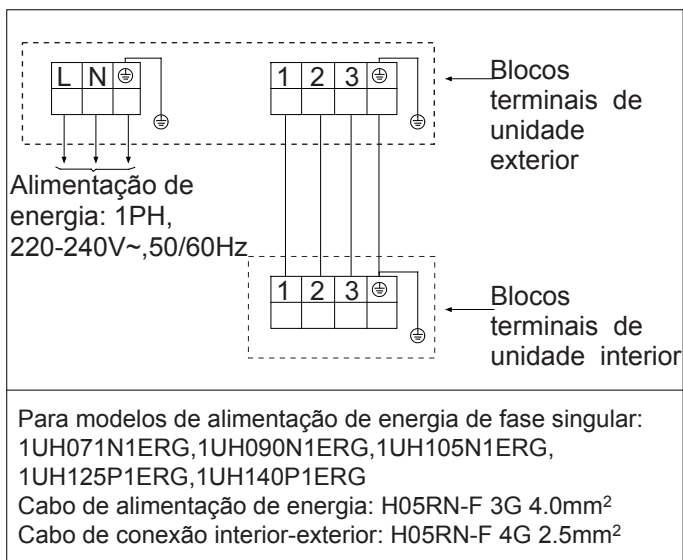 L N
1 2 3
Blocos
terminais de
unidade
exterior
Alimentação de
energia: 1PH,
220-240V~,50/60Hz
1 2 3
Blocos
terminais de
unidade interior
Para modelos de alimentação de energia de fase singular:
1UH071N1ERG,1UH090N1ERG,1UH105N1ERG,
1UH125P1ERG,1UH140P1ERG
Cabo de alimentação de energia: H05RN-F 3G 4.0mm²
Cabo de conexão interior-exterior: H05RN-F 4G 2.5mm²